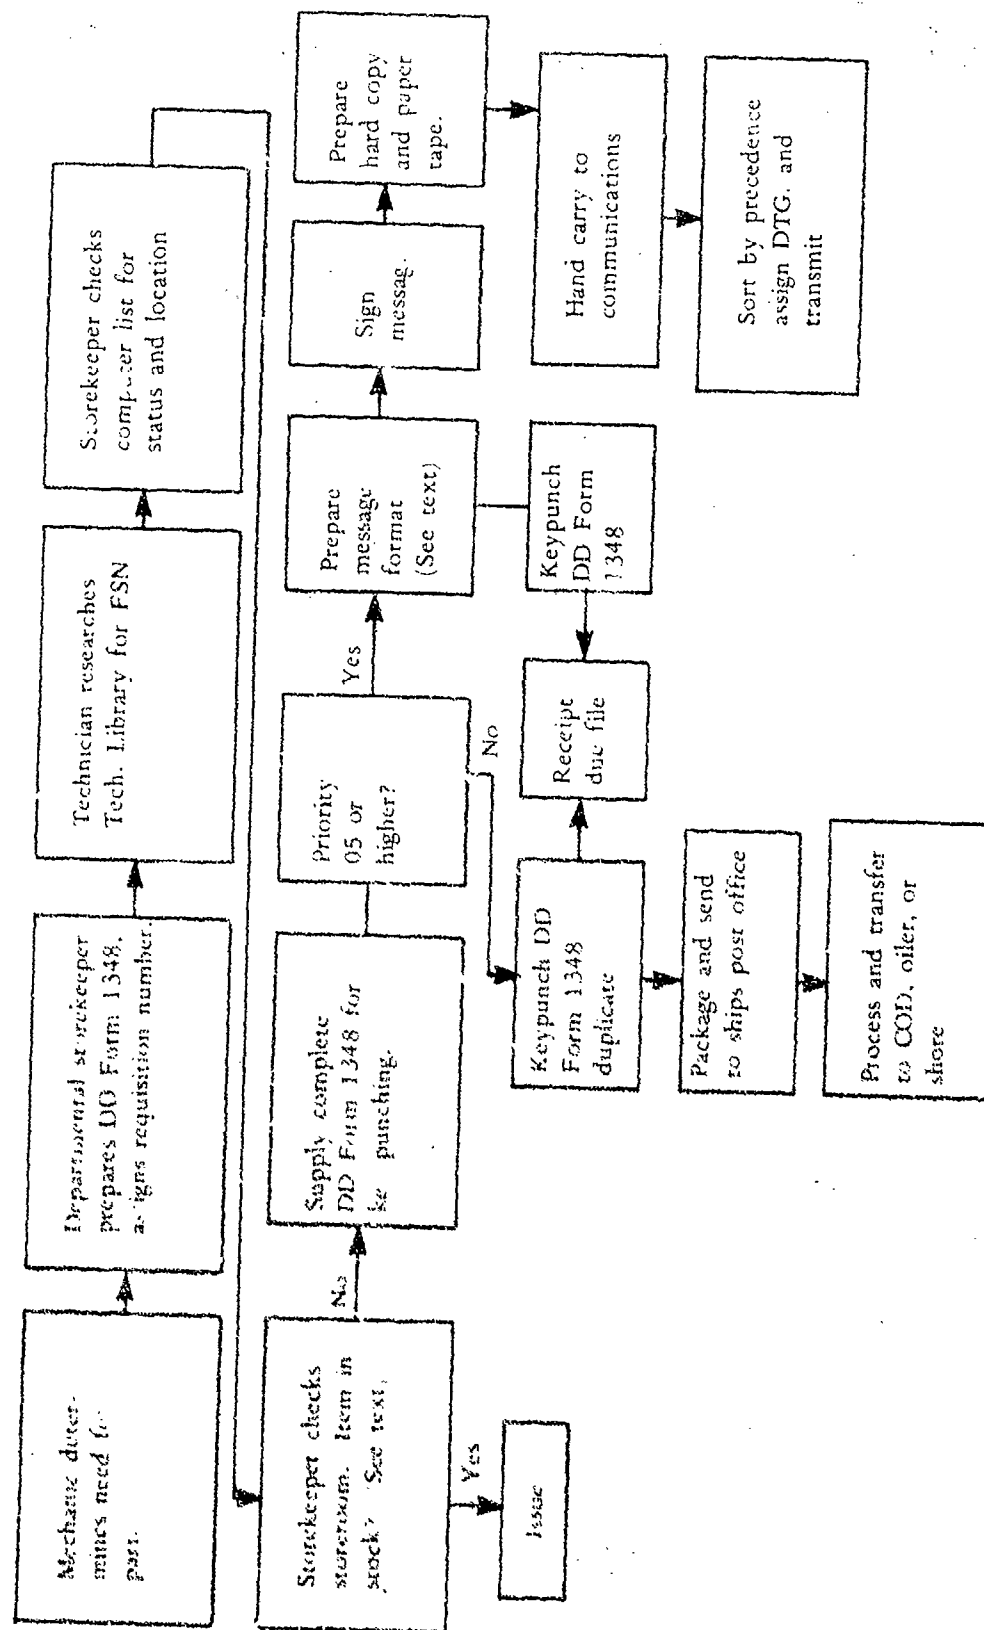 Mechanic deter-
mines need for
part.
Departmental storekeeper
prepares DD Form 1348,
assigns requisition number.
Technician researches
Tech. Library for FSN
Storekeeper checks
computer list for
status and location
Storekeeper checks
storeroom. Item in
stock? See text.
Yes
Issue
No
Supply complete
DD Form 1348 for
punching.
Priority
05 or
higher?
Yes
Prepare
message
format
(See text)
Sign
messag.
Prepare
hard copy
and paper
tape.
Hand carry to
communications
Sort by precedence
assign DTG. and
transmit
Keypunch
DD Form
1348
Receipt
due file
No
Keypunch DD
Form 1348
duplicate
Package and send
to ships post office
Process and transfer
to COD, oiler, or
shore